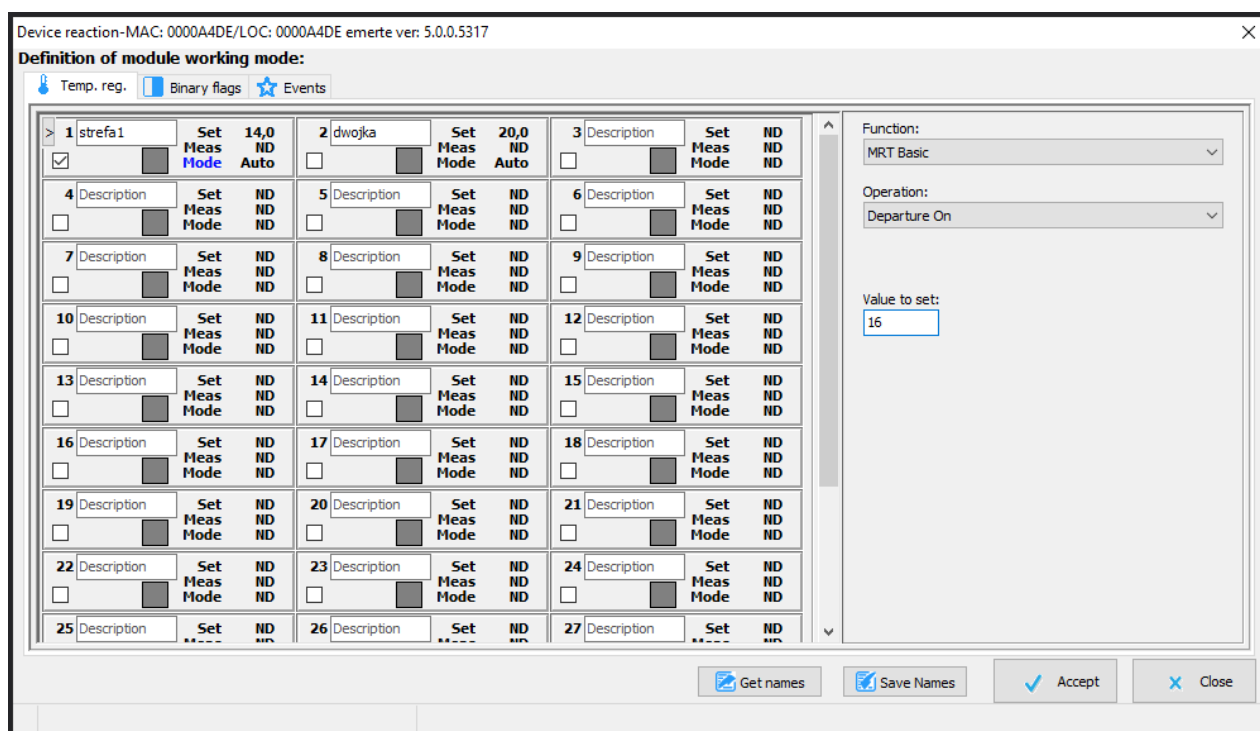 Device reaction-MAC: 0000A4DE/LOC: 0000A4DE emerte ver: 5.0.0.5317
Definition of module working mode:
Temp. reg. Binary flags Events
> 1 strefa1 Set 14,0 2 dwojka Set 20,0 3 Description Set ND
Meas ND Meas ND Meas ND
Mode Auto Mode Auto Mode ND
4 Description Set ND 5 Description Set ND 6 Description Set ND
Meas ND Meas ND Meas ND
Mode ND Mode ND Mode ND
7 Description Set ND 8 Description Set ND 9 Description Set ND
Meas ND Meas ND Meas ND
Mode ND Mode ND Mode ND
10 Description Set ND 11 Description Set ND 12 Description Set ND
Meas ND Meas ND Meas ND
Mode ND Mode ND Mode ND
13 Description Set ND 14 Description Set ND 15 Description Set ND
Meas ND Meas ND Meas ND
Mode ND Mode ND Mode ND
16 Description Set ND 17 Description Set ND 18 Description Set ND
Meas ND Meas ND Meas ND
Mode ND Mode ND Mode ND
19 Description Set ND 20 Description Set ND 21 Description Set ND
Meas ND Meas ND Meas ND
Mode ND Mode ND Mode ND
22 Description Set ND 23 Description Set ND 24 Description Set ND
Meas ND Meas ND Meas ND
Mode ND Mode ND Mode ND
25 Description Set ND 26 Description Set ND 27 Description Set ND
Function:
MRT Basic
Operation:
Departure On
Value to set:
16
Get names Save Names Accept Close